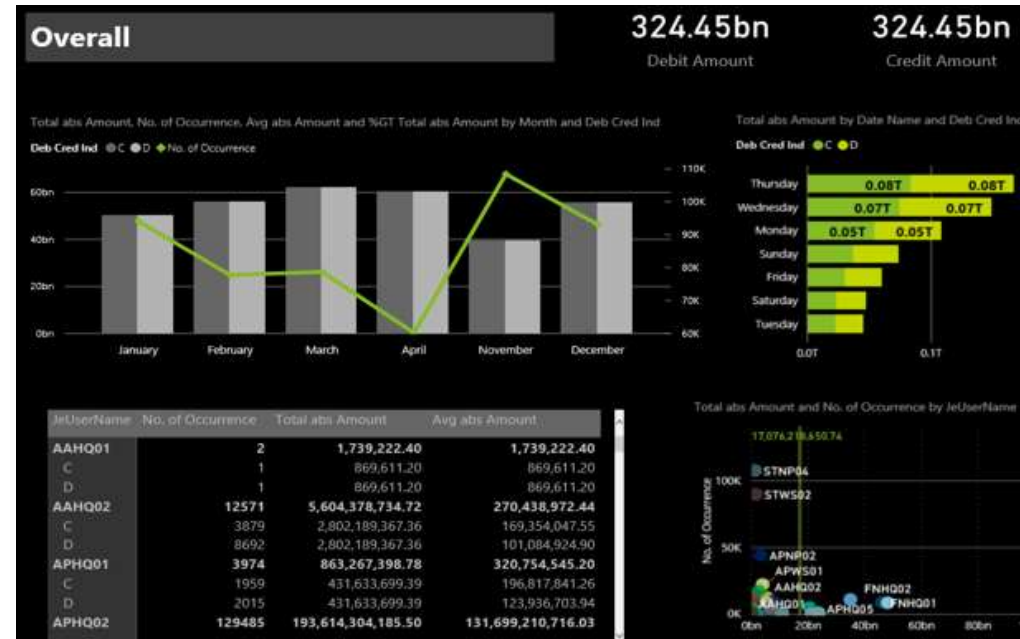 Overall
324.45bn
Debit Amount
324.45bn
Credit Amount
Total abs Amount, No. of Occurrence, Avg abs Amount and %GT Total abs Amount by Month and Deb Cred Ind
Deb Cred Ind C D No. of Occurrence
60bn
40bn
20bn
0bn
110K
100K
90K
80K
70K
60K
January February March April November December
Total abs Amount by Date Name and Deb Cred Ind
Deb Cred Ind C D
Thursday 0.08T 0.08T
Wednesday 0.07T 0.07T
Monday 0.05T 0.05T
Sunday
Friday
Saturday
Tuesday
0.0T 0.1T
JeUserName No. of Occurrence Total abs Amount Avg abs Amount
AAHQ01 2 1,739,222.40 1,739,222.40
C 1 869,611.20 869,611.20
D 1 869,611.20 869,611.20
AAHQ02 12571 5,604,378,734.72 270,438,972.44
C 3879 2,802,189,367.36 169,354,047.55
D 8692 2,802,189,367.36 101,084,924.90
APHQ01 3974 863,267,398.78 320,754,545.20
C 1959 431,633,699.39 196,817,841.26
D 2015 431,633,699.39 123,936,703.94
APHQ02 129485 193,614,304,185.50 131,699,210,716.03
Total abs Amount and No. of Occurrence by JeUserName
No. of Occurrence
100K
50K
0K
STNP04
STWS02
APNP02
APWS01
AAHQ02
FNHQ02
AAHQ01
APHQ05
FNHQ01
0bn 20bn 40bn 60bn 80bn